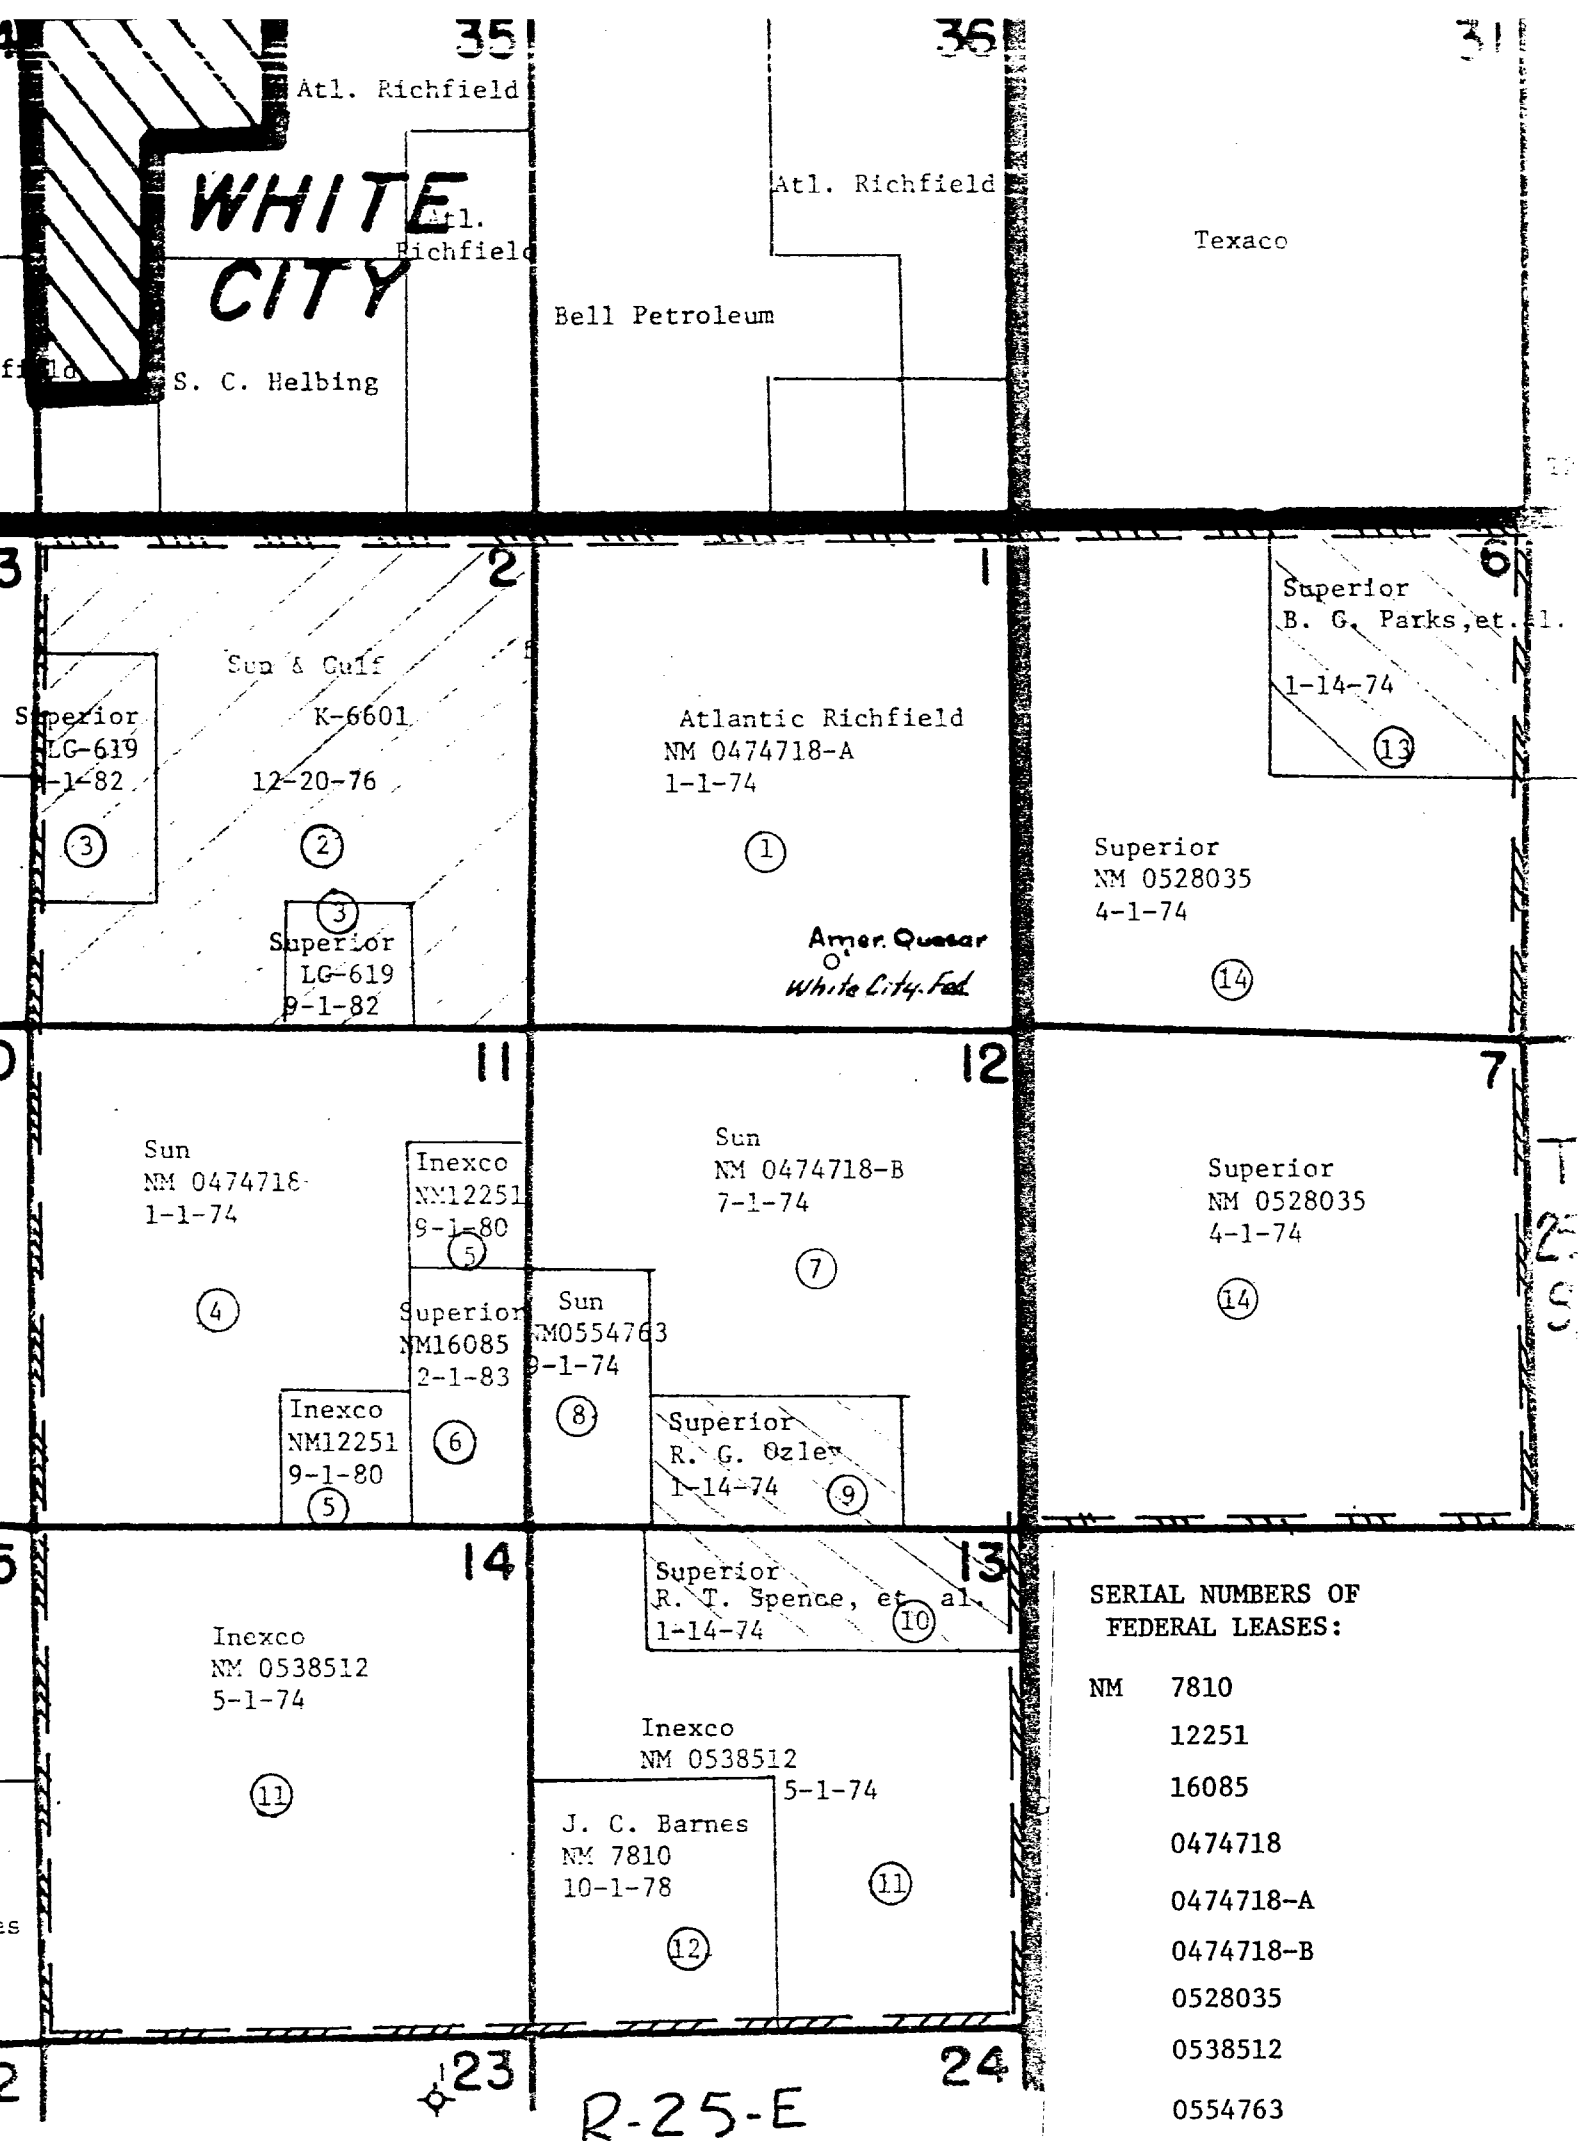 35
36
31
Atl. Richfield
WHITE
CITY
Atl.
Richfield
Atl. Richfield
Texaco
Bell Petroleum
S. C. Helbing
3
2
1
6
Sun & Gulf
K-6601
12-20-76
2
Superior
LG-619
-1-82
3
3
Superior
LG-619
9-1-82
Atlantic Richfield
NM 0474718-A
1-1-74
1
Amer. Quasar
White City. Fed
Superior
B. G. Parks, et.
1-14-74
13
Superior
NM 0528035
4-1-74
14
11
12
7
Sun
NM 0474718
1-1-74
4
Inexco
NM12251
9-1-80
5
Superior
NM16085
2-1-83
6
Inexco
NM12251
9-1-80
5
Sun
NM 0474718-B
7-1-74
7
Sun
NM0554763
9-1-74
8
Superior
R. G. Ozley
1-14-74
9
Superior
NM 0528035
4-1-74
14
T
14
13
Inexco
NM 0538512
5-1-74
11
Superior
R. T. Spence, et al.
1-14-74
10
Inexco
NM 0538512
5-1-74
11
J. C. Barnes
NM 7810
10-1-78
12
23
24
R-25-E
SERIAL NUMBERS OF
FEDERAL LEASES:
NM 7810
12251
16085
0474718
0474718-A
0474718-B
0528035
0538512
0554763